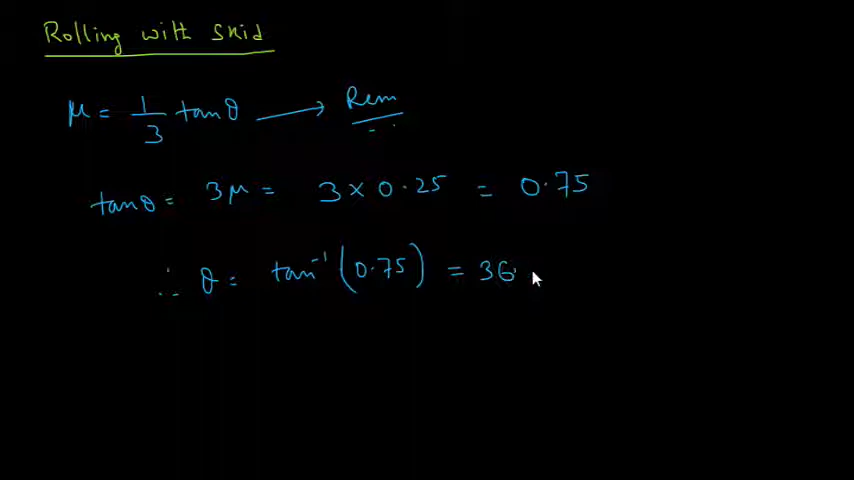 Rolling with skid
μ = 1/3 tanθ → Rem
tanθ = 3μ = 3 × 0.25 = 0.75
∴ θ = tan⁻¹(0.75) = 36.